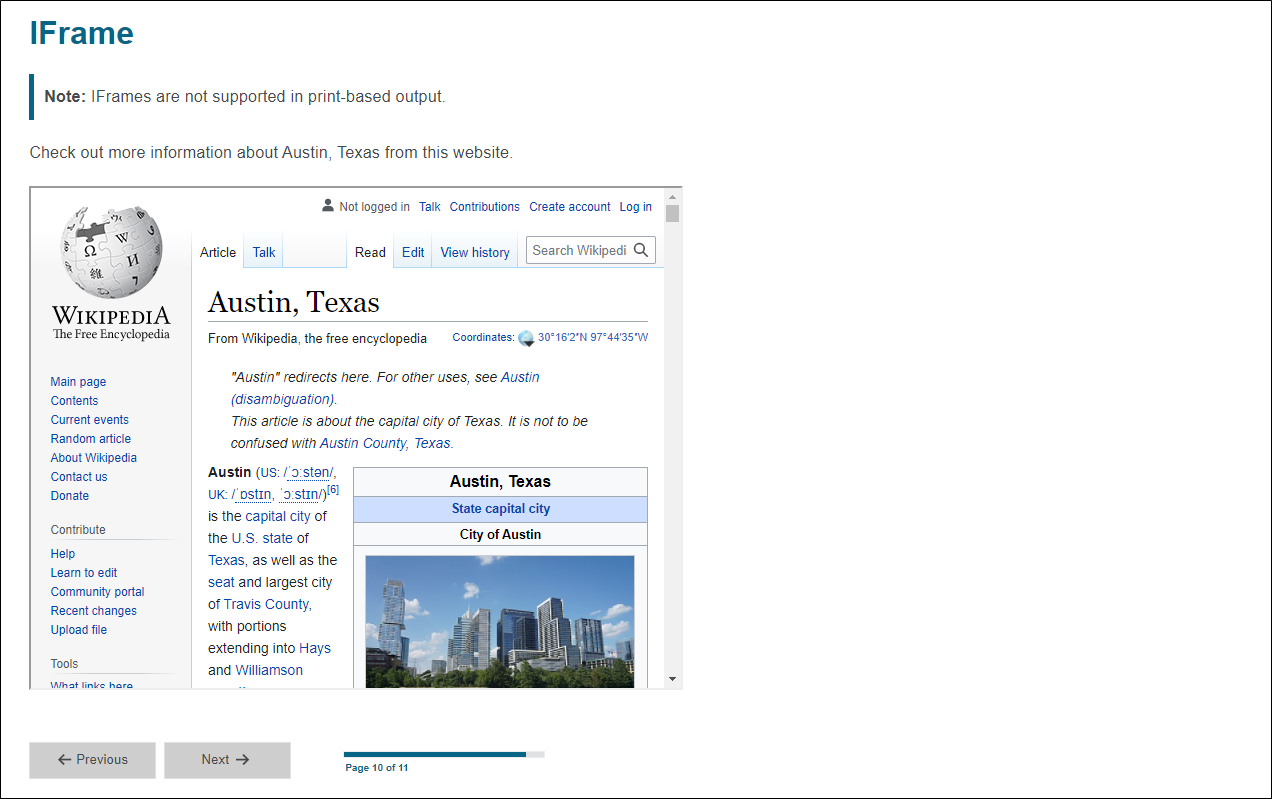 IFrame
Note: IFrames are not supported in print-based output.
Check out more information about Austin, Texas from this website.
Not logged in Talk Contributions Create account Log in
Article Talk Read Edit View history Search Wikipedi
WIKIPEDIA
The Free Encyclopedia
Main page
Contents
Current events
Random article
About Wikipedia
Contact us
Donate
Contribute
Help
Learn to edit
Community portal
Recent changes
Upload file
Tools
What links here
Austin, Texas
From Wikipedia, the free encyclopedia
Coordinates: 30°16′2″N 97°44′35″W
"Austin" redirects here. For other uses, see Austin
(disambiguation).
This article is about the capital city of Texas. It is not to be
confused with Austin County, Texas.
Austin (US: /ˈɔːstən/,
UK: /ˈɒstɪn, ˈɔːstɪn/)[6]
is the capital city of
the U.S. state of
Texas, as well as the
seat and largest city
of Travis County,
with portions
extending into Hays
and Williamson
Austin, Texas
State capital city
City of Austin
← Previous
Next →
Page 10 of 11